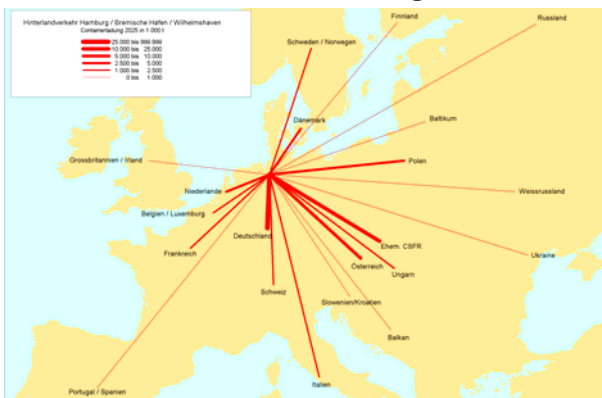 Hinterlandverkehr Hamburg / Bremische Häfen / Wilhelmshaven
Containerladung 2025 in 1.000 t
25.000 bis 999.999
10.000 bis 25.000
5.000 bis 10.000
2.500 bis 5.000
1.000 bis 2.500
0 bis 1.000
Finnland
Russland
Schweden / Norwegen
Dänemark
Baltikum
Grossbritannien / Irland
Polen
Niederlande
Weissrussland
Belgien / Luxemburg
Deutschland
Ehem. CSFR
Frankreich
Österreich
Ukraine
Ungarn
Schweiz
Slowenien/Kroatien
Balkan
Italien
Portugal / Spanien